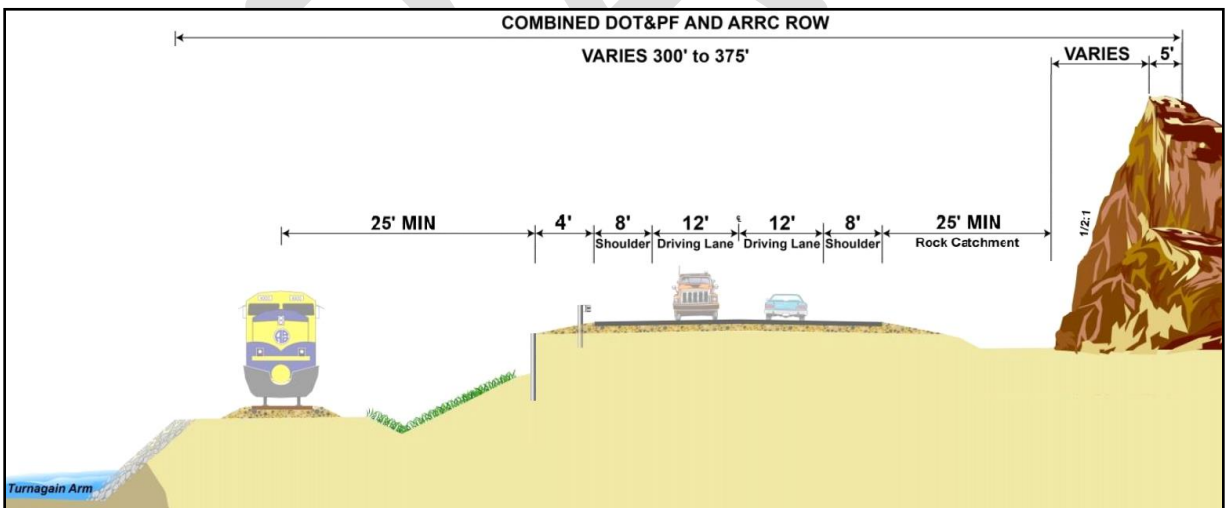 COMBINED DOT&PF AND ARRC ROW
VARIES 300' to 375'
VARIES 5'
25' MIN 4' 8' 12' 12' 8' 25' MIN
Shoulder Driving Lane Driving Lane Shoulder Rock Catchment
1/2:1
Turnagain Arm